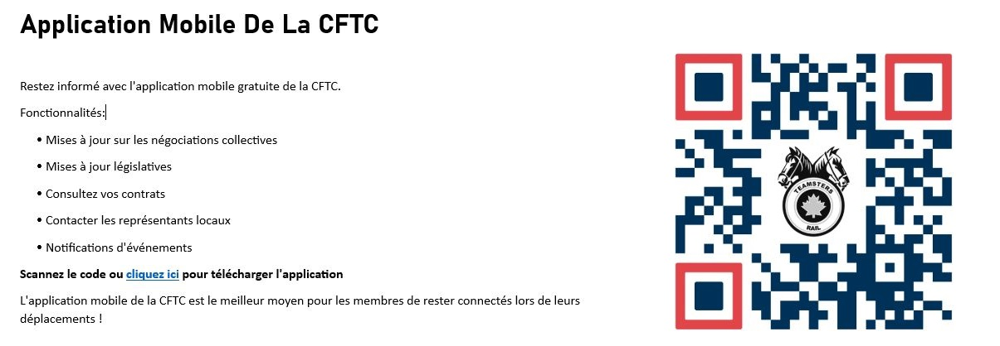 Application Mobile De La CFTC
Restez informé avec l'application mobile gratuite de la CFTC.
Fonctionnalités:
• Mises à jour sur les négociations collectives
• Mises à jour législatives
• Consultez vos contrats
• Contacter les représentants locaux
• Notifications d'événements
Scannez le code ou cliquez ici pour télécharger l'application
L'application mobile de la CFTC est le meilleur moyen pour les membres de rester connectés lors de leurs
déplacements !
TEAMSTERS
RAIL